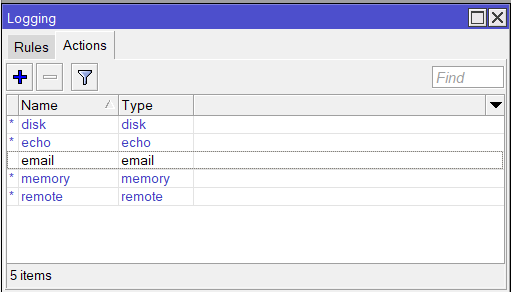 Logging
Rules Actions
Find
Name Type
* disk disk
* echo echo
email email
* memory memory
* remote remote
5 items